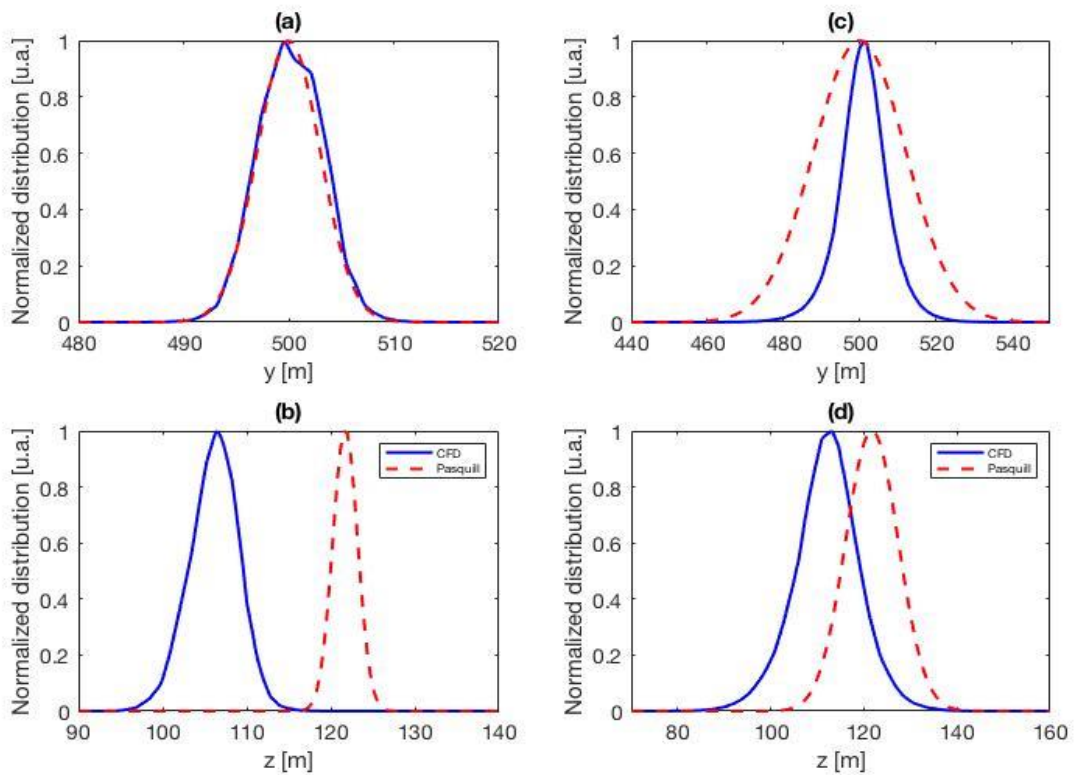 (a)
Normalized distribution [u.a.]
1
0.8
0.6
0.4
0.2
0
480 490 500 510 520
y [m]
(c)
Normalized distribution [u.a.]
1
0.8
0.6
0.4
0.2
0
440 460 480 500 520 540
y [m]
(b)
Normalized distribution [u.a.]
1
0.8
0.6
0.4
0.2
0
90 100 110 120 130 140
z [m]
CFD
Pasquill
(d)
Normalized distribution [u.a.]
1
0.8
0.6
0.4
0.2
0
80 100 120 140 160
z [m]
CFD
Pasquill